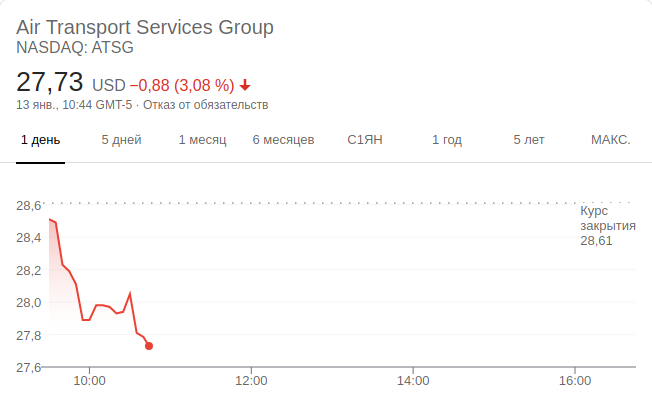 Air Transport Services Group
NASDAQ: ATSG
27,73 USD −0,88 (3,08 %)
13 янв., 10:44 GMT-5 · Отказ от обязательств
1 день 5 дней 1 месяц 6 месяцев С1ЯН 1 год 5 лет МАКС.
28,6
Курс
закрытия
28,61
28,4
28,2
28,0
27,8
27,6
10:00 12:00 14:00 16:00